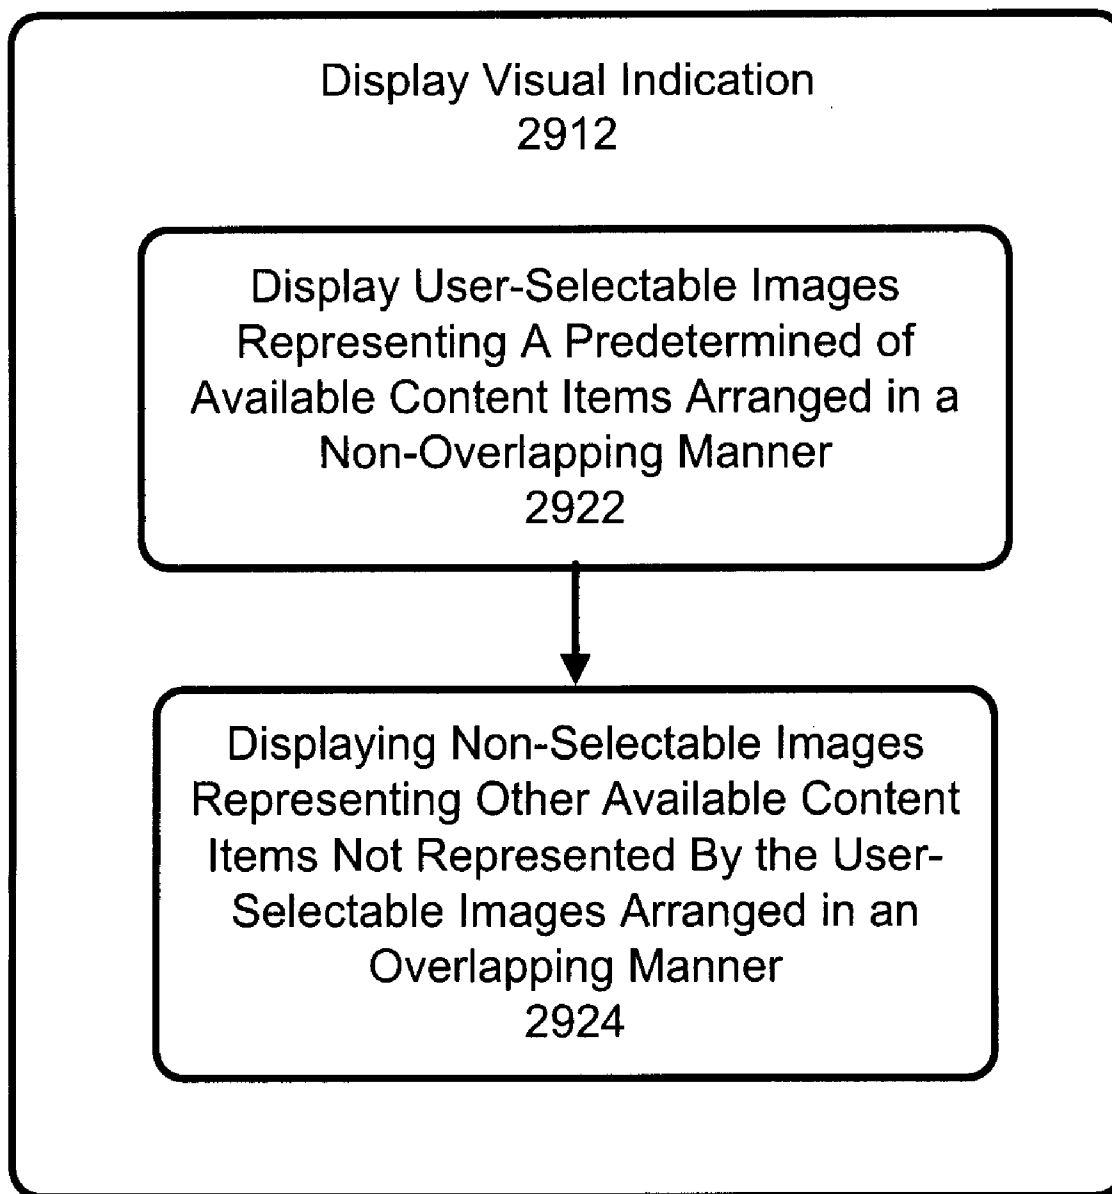 Display Visual Indication
2912
Display User-Selectable Images
Representing A Predetermined of
Available Content Items Arranged in a
Non-Overlapping Manner
2922
Displaying Non-Selectable Images
Representing Other Available Content
Items Not Represented By the User-
Selectable Images Arranged in an
Overlapping Manner
2924